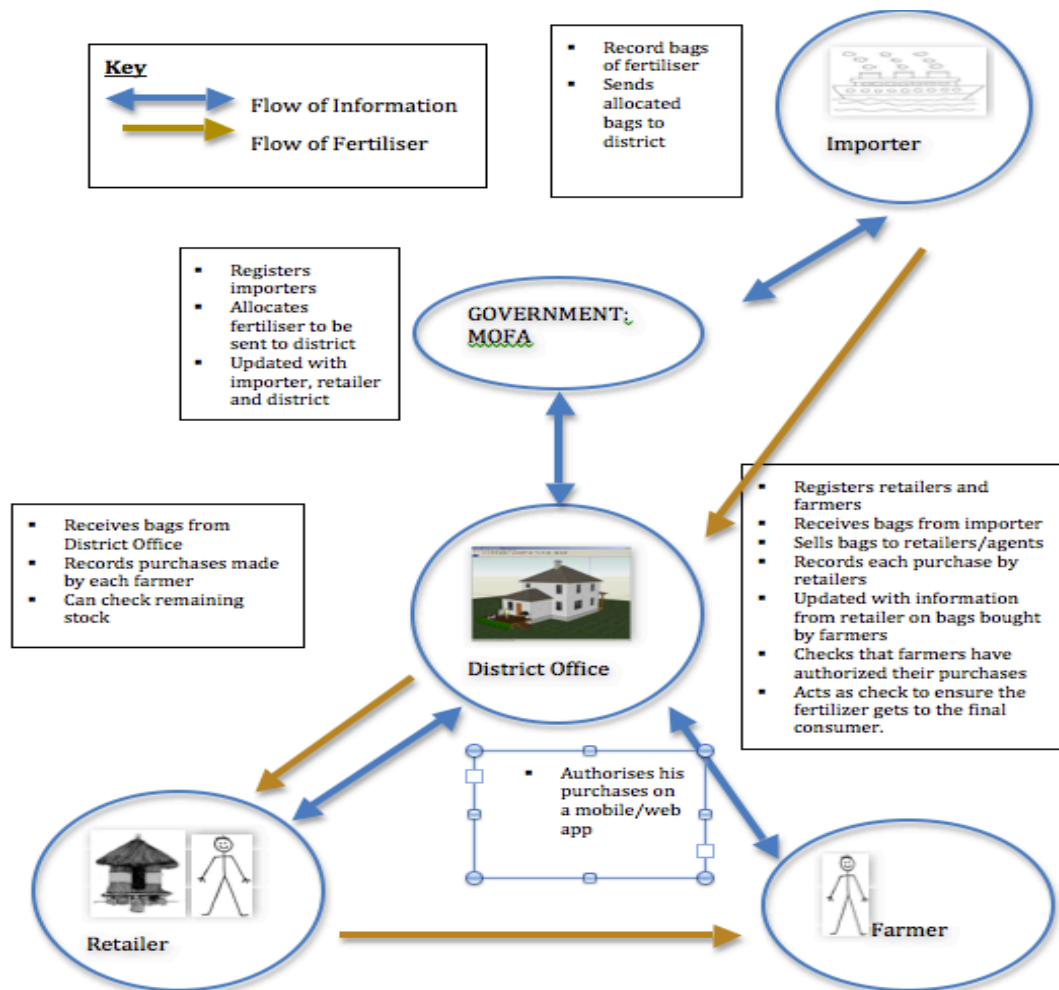 Key
Flow of Information
Flow of Fertiliser
▪ Record bags
of fertiliser
▪ Sends
allocated
bags to
district
Importer
▪ Registers
importers
▪ Allocates
fertiliser to be
sent to district
▪ Updated with
importer, retailer
and district
GOVERNMENT:
MOFA
▪ Receives bags from
District Office
▪ Records purchases made
by each farmer
▪ Can check remaining
stock
District Office
▪ Registers retailers and
farmers
▪ Receives bags from importer
▪ Sells bags to retailers/agents
▪ Records each purchase by
retailers
▪ Updated with information
from retailer on bags bought
by farmers
▪ Checks that farmers have
authorized their purchases
▪ Acts as check to ensure the
fertilizer gets to the final
consumer.
▪ Authorises his
purchases on
a mobile/web
app
Retailer
Farmer